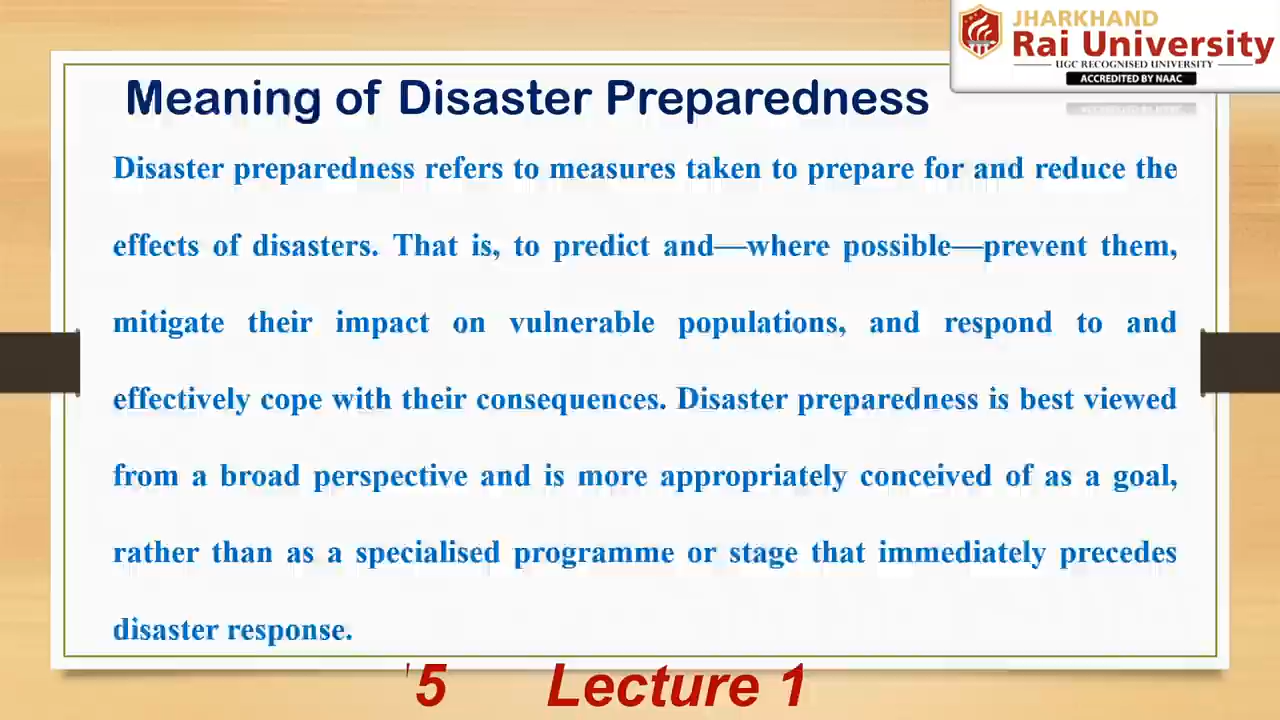 JHARKHAND
Rai University
UGC RECOGNISED UNIVERSITY
ACCREDITED BY NAAC
Meaning of Disaster Preparedness
Disaster preparedness refers to measures taken to prepare for and reduce the
effects of disasters. That is, to predict and—where possible—prevent them,
mitigate their impact on vulnerable populations, and respond to and
effectively cope with their consequences. Disaster preparedness is best viewed
from a broad perspective and is more appropriately conceived of as a goal,
rather than as a specialised programme or stage that immediately precedes
disaster response.
5 Lecture 1